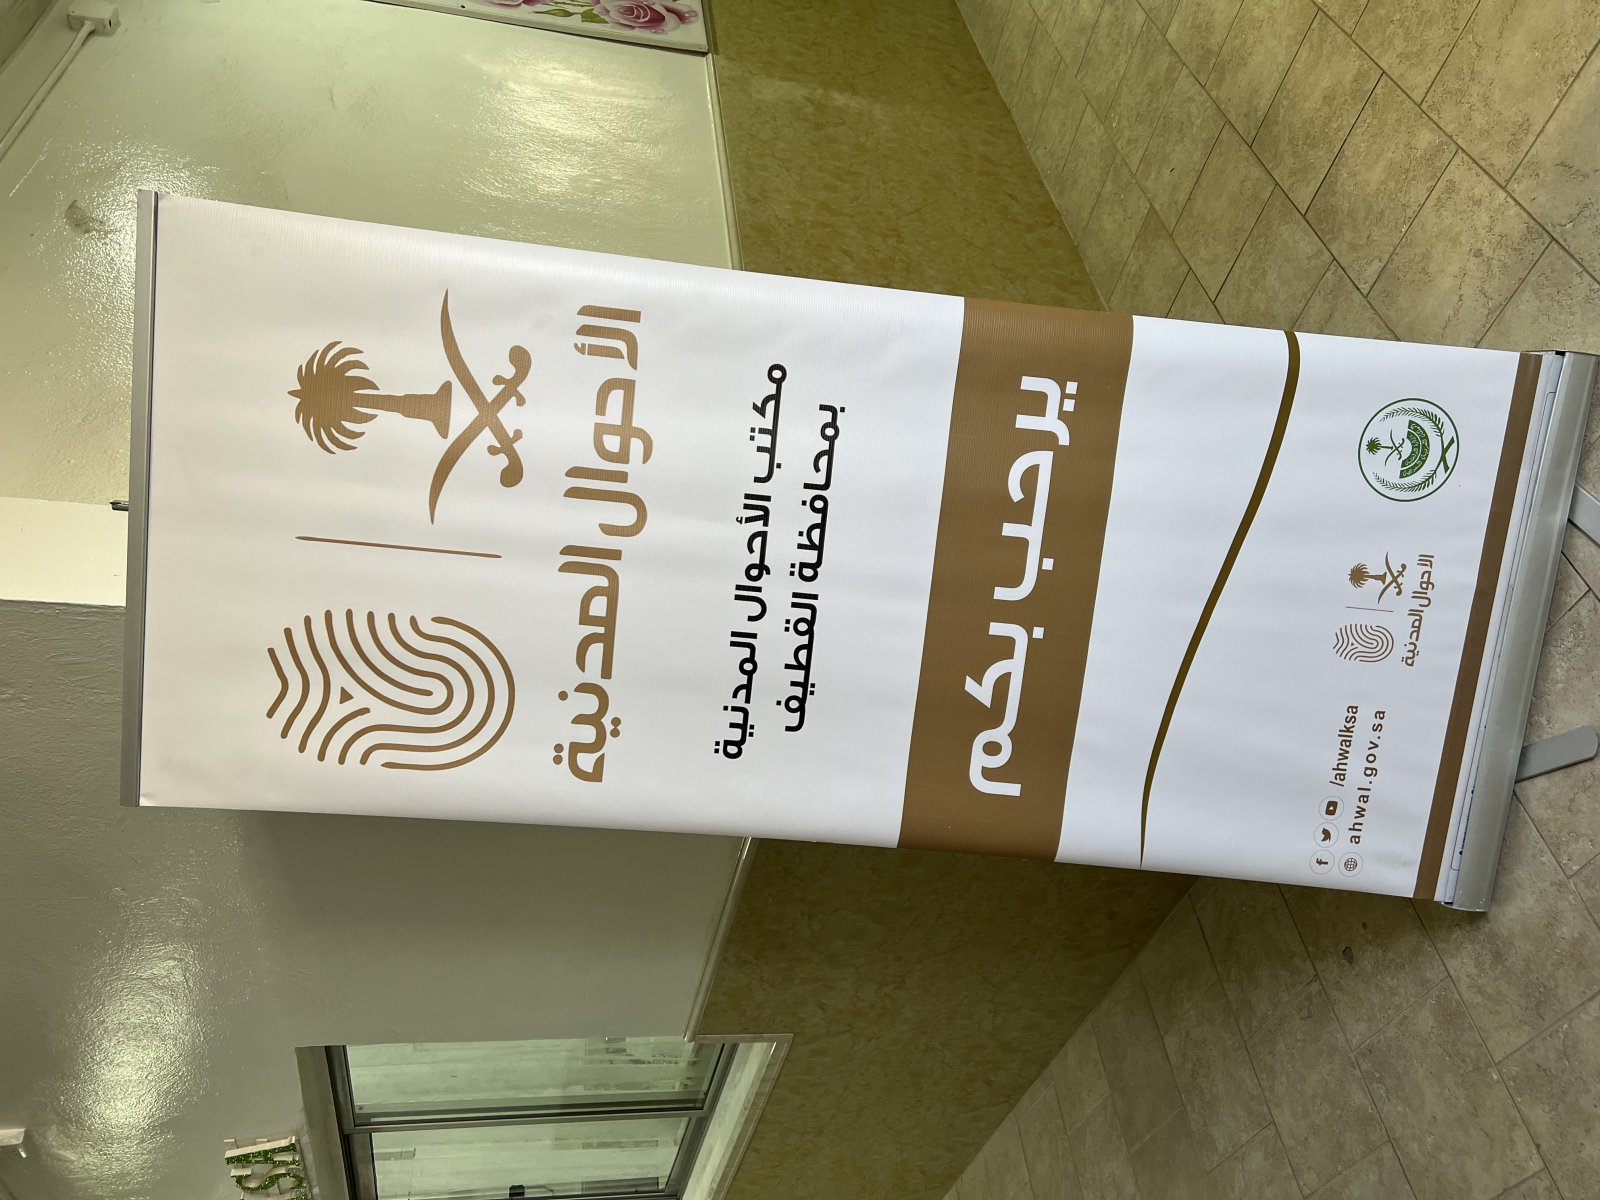 الأحوال المدنية
مكتب الأحوال المدنية
بمحافظة القطيف
يرحب بكم
/ahwalksa
ahwal.gov.sa
الأحوال المدنية